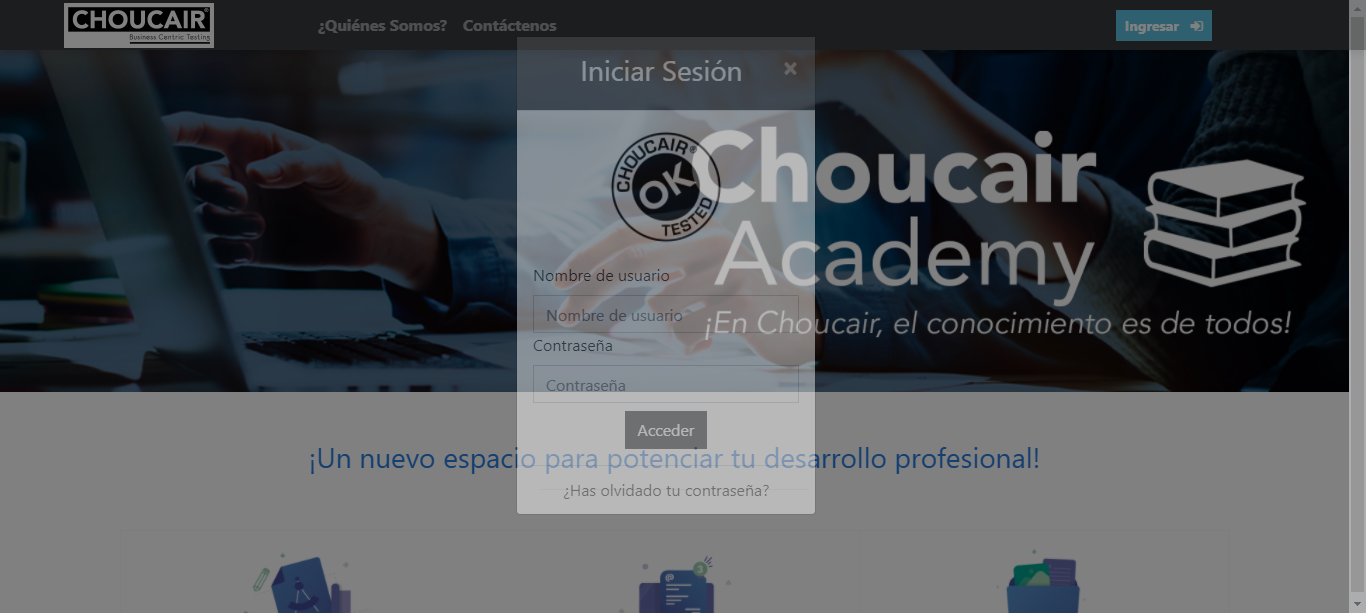 CHOUCAIR®
Business Centric Testing
¿Quiénes Somos?
Contáctenos
Ingresar
Iniciar Sesión
×
CHOUCAIR®
OK
TESTED
Choucair
Academy
¡En Choucair, el conocimiento es de todos!
Nombre de usuario
Nombre de usuario
Contraseña
Contraseña
Acceder
¡Un nuevo espacio para potenciar tu desarrollo profesional!
¿Has olvidado tu contraseña?
3